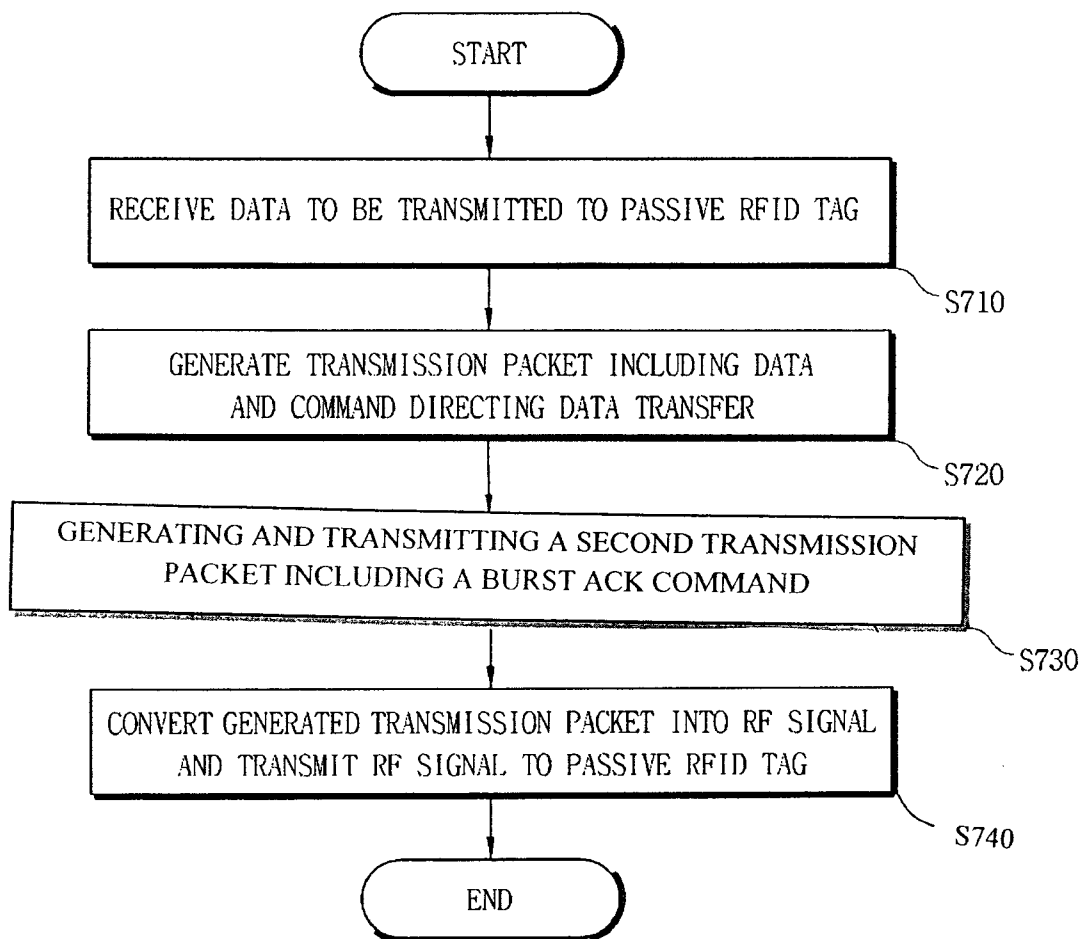 START
RECEIVE DATA TO BE TRANSMITTED TO PASSIVE RFID TAG
S710
GENERATE TRANSMISSION PACKET INCLUDING DATA
AND COMMAND DIRECTING DATA TRANSFER
S720
GENERATING AND TRANSMITTING A SECOND TRANSMISSION
PACKET INCLUDING A BURST ACK COMMAND
S730
CONVERT GENERATED TRANSMISSION PACKET INTO RF SIGNAL
AND TRANSMIT RF SIGNAL TO PASSIVE RFID TAG
S740
END